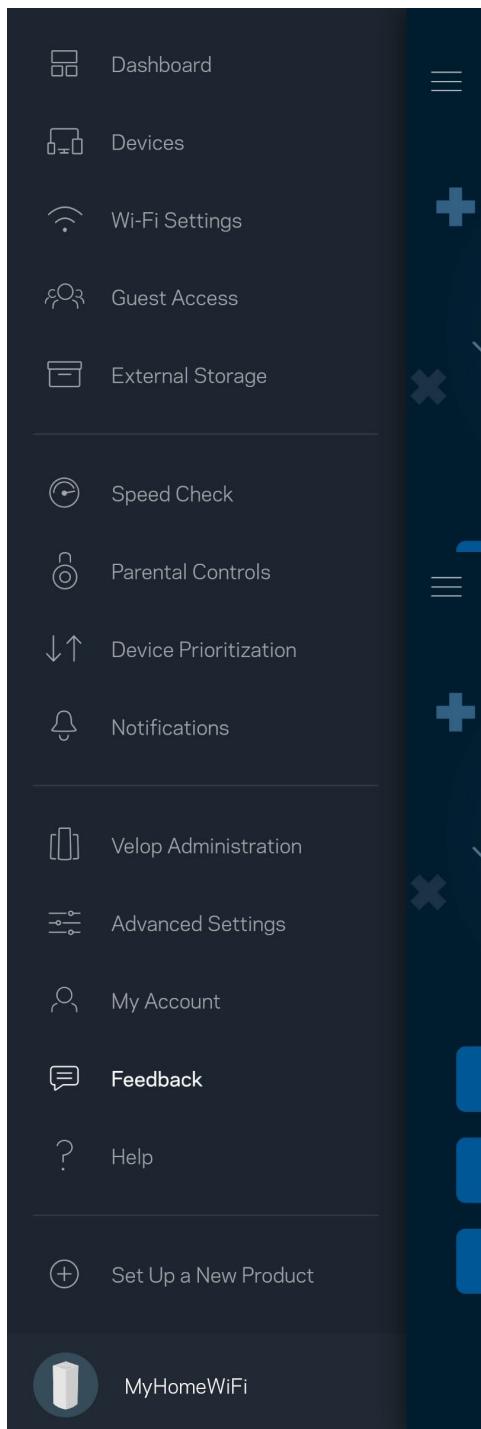 Dashboard
Devices
Wi-Fi Settings
Guest Access
External Storage
Speed Check
Parental Controls
Device Prioritization
Notifications
Velop Administration
Advanced Settings
My Account
Feedback
Help
Set Up a New Product
MyHomeWiFi